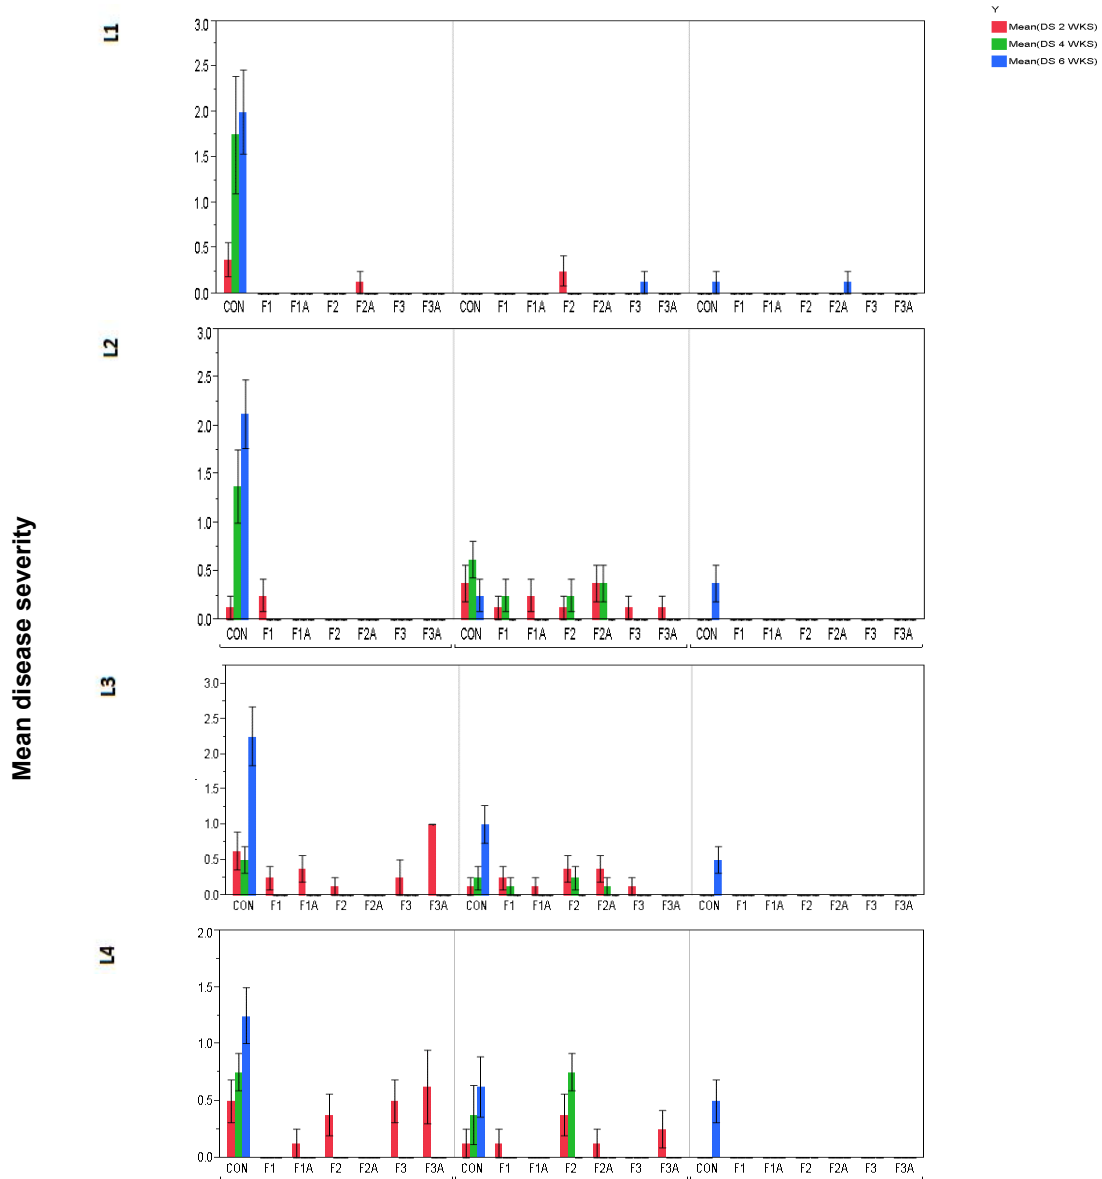 Y
Mean(DS 2 WKS)
Mean(DS 4 WKS)
Mean(DS 6 WKS)
Mean disease severity
L1
3.0
2.5
2.0
1.5
1.0
0.5
0.0
CON F1 F1A F2 F2A F3 F3A CON F1 F1A F2 F2A F3 F3A CON F1 F1A F2 F2A F3 F3A
L2
3.0
2.5
2.0
1.5
1.0
0.5
0.0
CON F1 F1A F2 F2A F3 F3A CON F1 F1A F2 F2A F3 F3A CON F1 F1A F2 F2A F3 F3A
L3
3.0
2.5
2.0
1.5
1.0
0.5
0.0
CON F1 F1A F2 F2A F3 F3A CON F1 F1A F2 F2A F3 F3A CON F1 F1A F2 F2A F3 F3A
L4
2.0
1.5
1.0
0.5
0.0
CON F1 F1A F2 F2A F3 F3A CON F1 F1A F2 F2A F3 F3A CON F1 F1A F2 F2A F3 F3A